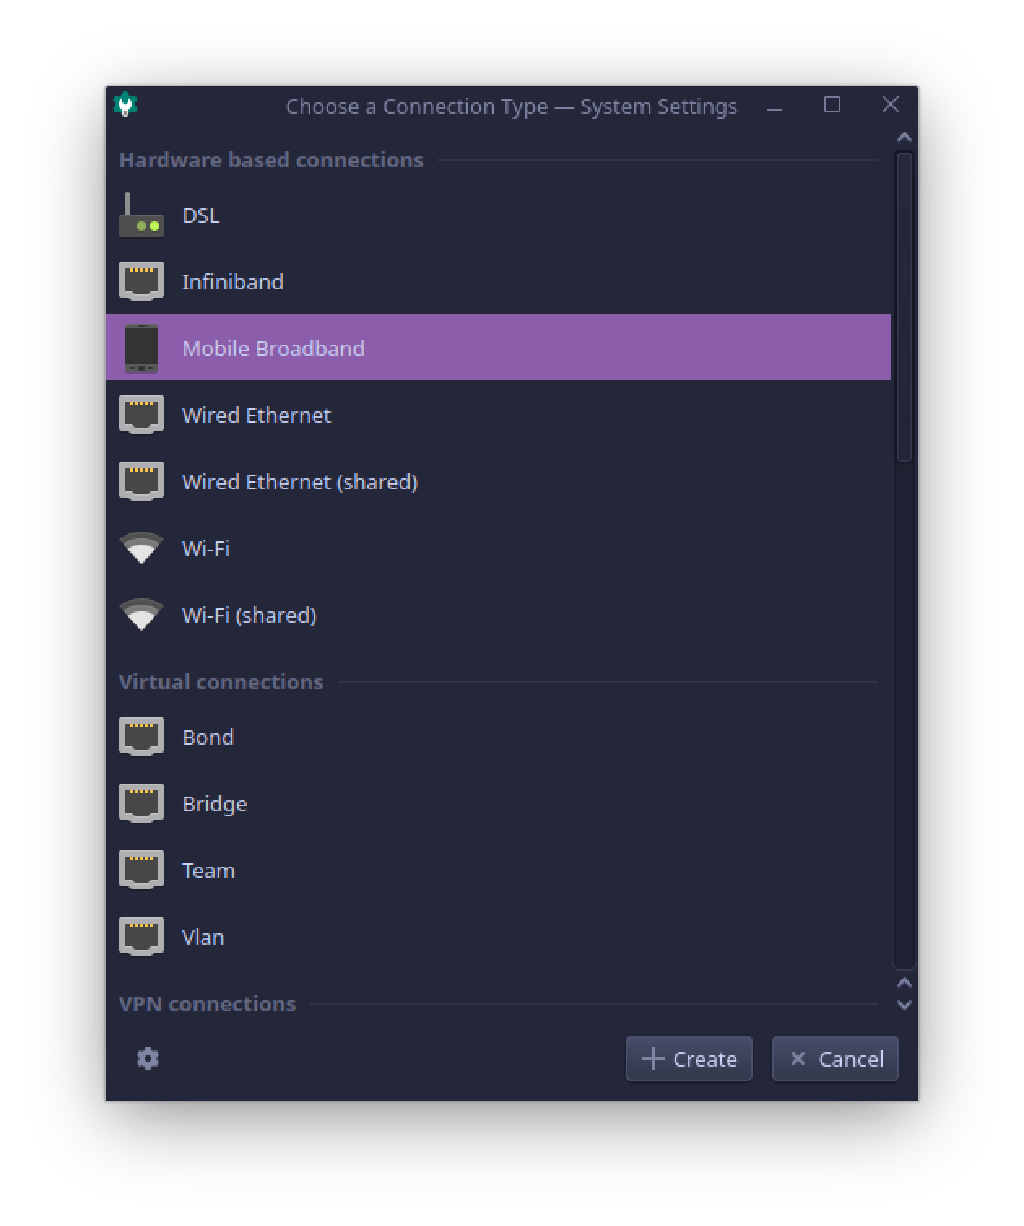 Choose a Connection Type — System Settings
Hardware based connections
DSL
Infiniband
Mobile Broadband
Wired Ethernet
Wired Ethernet (shared)
Wi-Fi
Wi-Fi (shared)
Virtual connections
Bond
Bridge
Team
Vlan
VPN connections
Create
Cancel